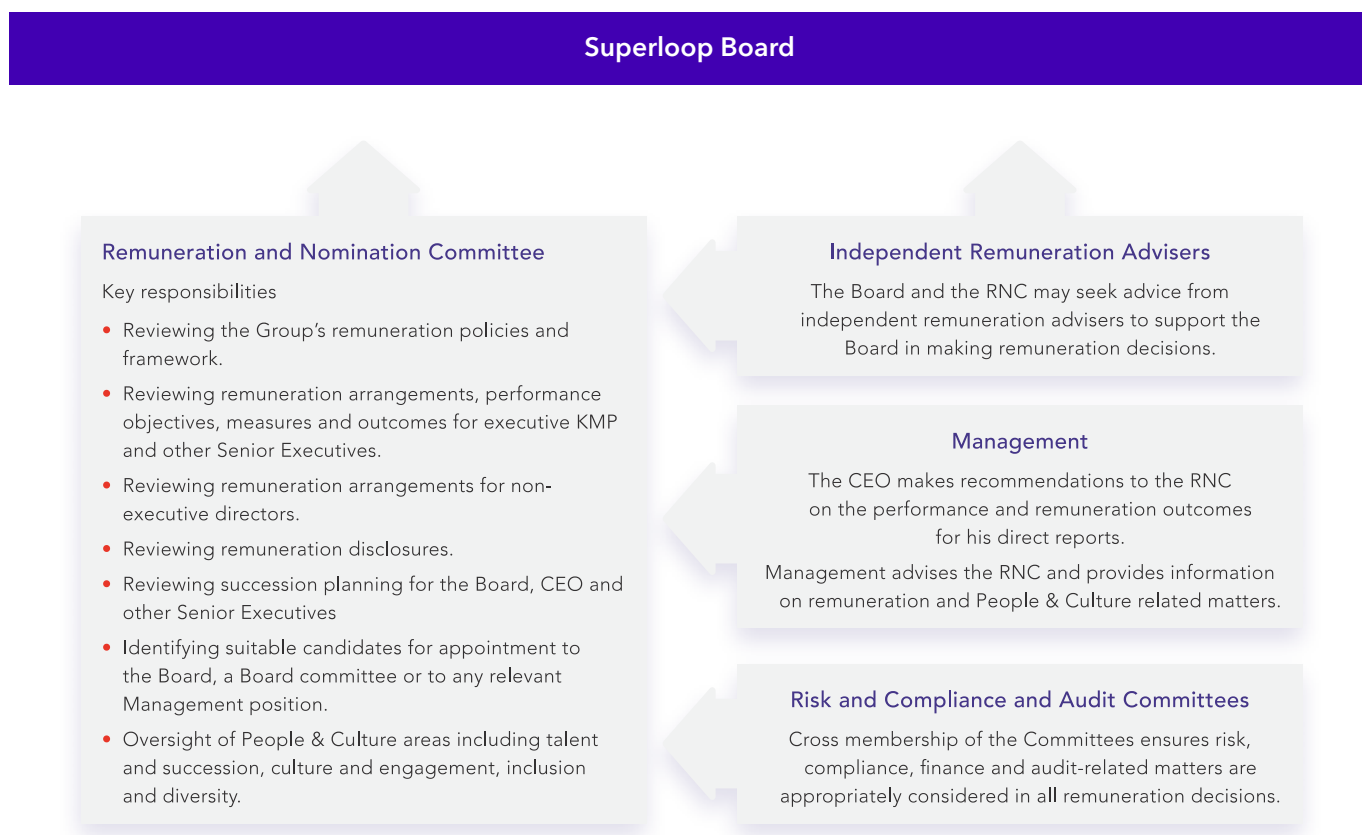 Superloop Board
Remuneration and Nomination Committee
Key responsibilities
• Reviewing the Group’s remuneration policies and
framework.
• Reviewing remuneration arrangements, performance
objectives, measures and outcomes for executive KMP
and other Senior Executives.
• Reviewing remuneration arrangements for non-
executive directors.
• Reviewing remuneration disclosures.
• Reviewing succession planning for the Board, CEO and
other Senior Executives
• Identifying suitable candidates for appointment to
the Board, a Board committee or to any relevant
Management position.
• Oversight of People & Culture areas including talent
and succession, culture and engagement, inclusion
and diversity.
Independent Remuneration Advisers
The Board and the RNC may seek advice from
independent remuneration advisers to support the
Board in making remuneration decisions.
Management
The CEO makes recommendations to the RNC
on the performance and remuneration outcomes
for his direct reports.
Management advises the RNC and provides information
on remuneration and People & Culture related matters.
Risk and Compliance and Audit Committees
Cross membership of the Committees ensures risk,
compliance, finance and audit-related matters are
appropriately considered in all remuneration decisions.